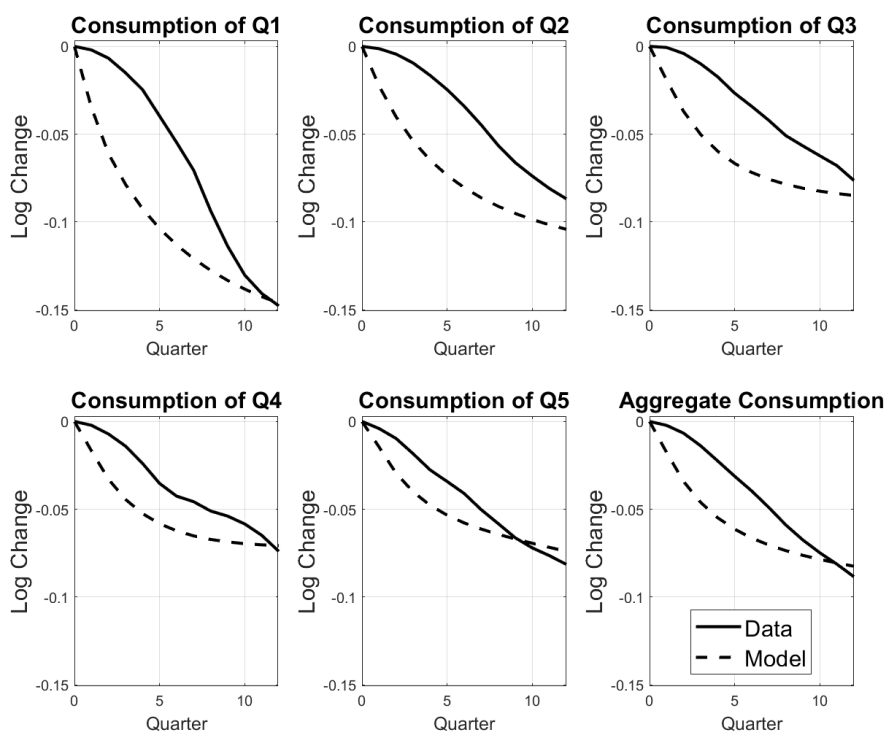 Consumption of Q1
0
-0.05
-0.1
-0.15
Log Change
0 5 10
Quarter
Consumption of Q2
0
-0.05
-0.1
-0.15
Log Change
0 5 10
Quarter
Consumption of Q3
0
-0.05
-0.1
-0.15
Log Change
0 5 10
Quarter
Consumption of Q4
0
-0.05
-0.1
-0.15
Log Change
0 5 10
Quarter
Consumption of Q5
0
-0.05
-0.1
-0.15
Log Change
0 5 10
Quarter
Aggregate Consumption
0
-0.05
-0.1
-0.15
Log Change
Data
Model
0 5 10
Quarter